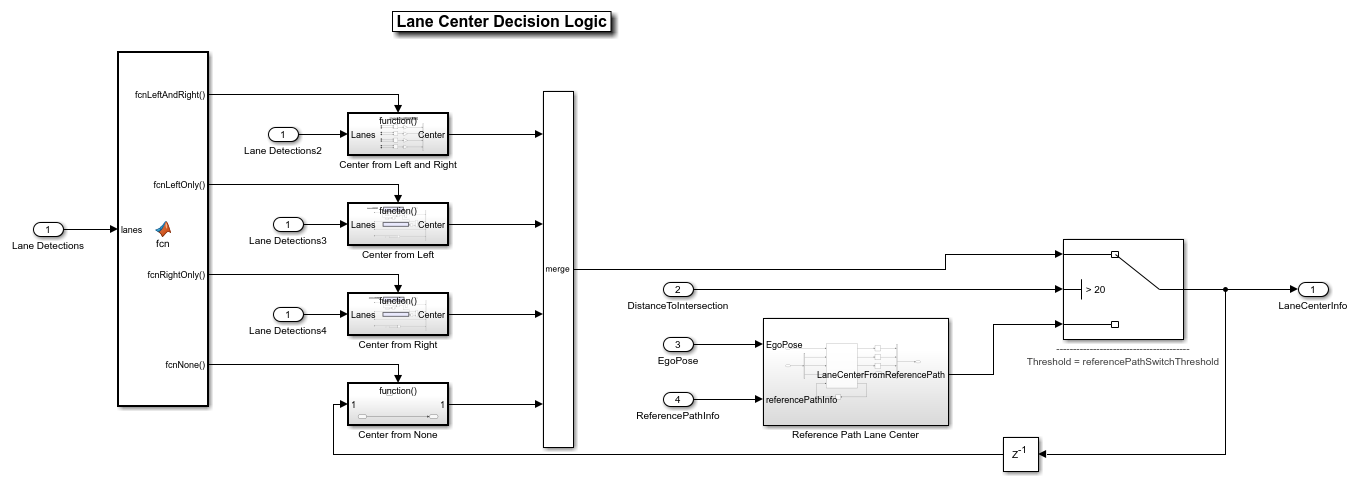 Lane Center Decision Logic
fcnLeftAndRight()
function()
1
Lanes
Center
Lane Detections2
Center from Left and Right
fcnLeftOnly()
function()
1
Lanes
Center
Lane Detections3
Center from Left
1
lanes
fcn
Lane Detections
fcnRightOnly()
function()
1
Lanes
Center
Lane Detections4
Center from Right
fcnNone()
function()
1
1
Center from None
merge
2
DistanceToIntersection
> 20
1
LaneCenterInfo
3
EgoPose
EgoPose
LaneCenterFromReferencePath
4
referencePathInfo
ReferencePathInfo
Reference Path Lane Center
Threshold = referencePathSwitchThreshold
z-1